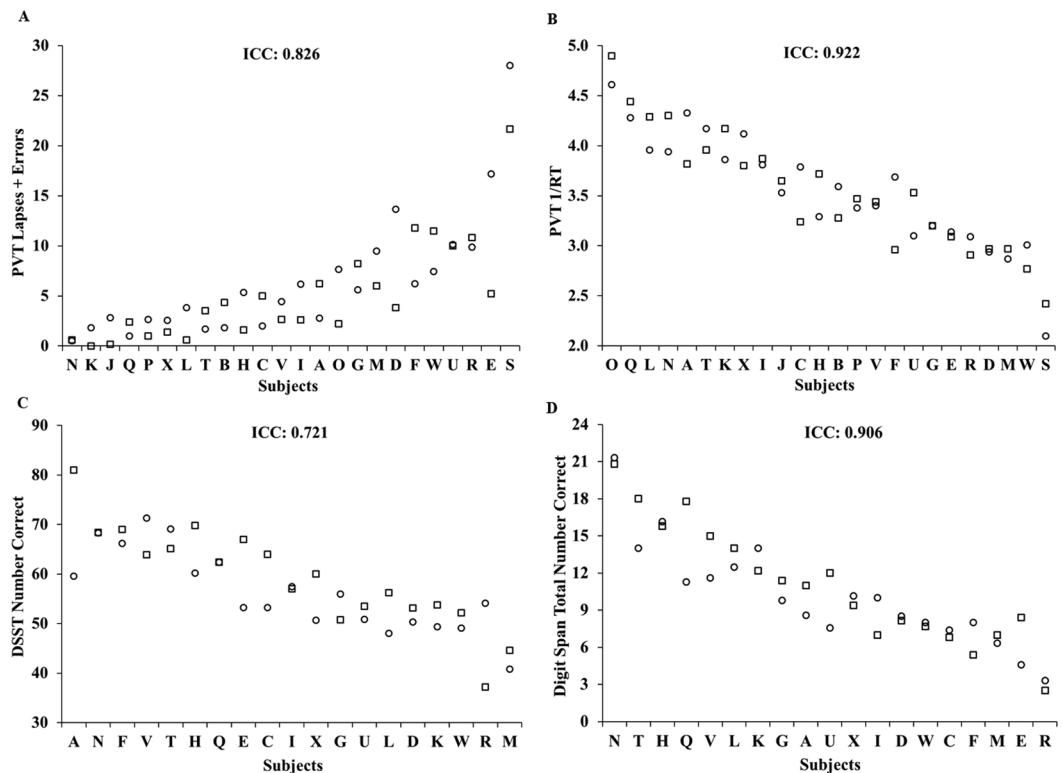 A
ICC: 0.826
PVT Lapses + Errors
30
25
20
15
10
5
0
N K J Q P X L T B H C V I A O G M D F W U R E S
Subjects
B
ICC: 0.922
PVT 1/RT
5.0
4.5
4.0
3.5
3.0
2.5
2.0
O Q L N A T K X I J C H B P V F U G E R D M W S
Subjects
C
ICC: 0.721
DSST Number Correct
90
80
70
60
50
40
30
A N F V T H Q E C I X G U L D K W R M
Subjects
D
ICC: 0.906
Digit Span Total Number Correct
24
21
18
15
12
9
6
3
0
N T H Q V L K G A U X I D W C F M E R
Subjects